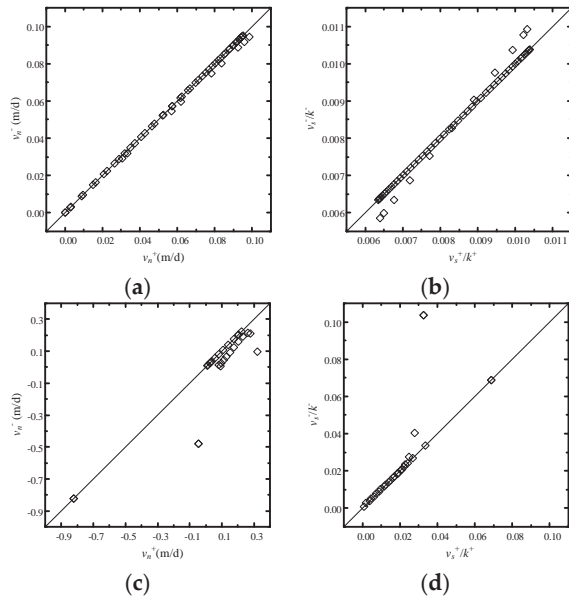 0.10
0.08
0.06
0.04
0.02
0.00
vₙ⁻ (m/d)
0.00 0.02 0.04 0.06 0.08 0.10
vₙ⁺(m/d)
(a)
0.011
0.010
0.009
0.008
0.007
0.006
vₛ⁻/k⁻
0.006 0.007 0.008 0.009 0.010 0.011
vₛ⁺/k⁺
(b)
0.3
0.1
-0.1
-0.3
-0.5
-0.7
-0.9
vₙ⁻ (m/d)
-0.9 -0.7 -0.5 -0.3 -0.1 0.1 0.3
vₙ⁺(m/d)
(c)
0.10
0.08
0.06
0.04
0.02
0.00
vₛ⁻/k⁻
0.00 0.02 0.04 0.06 0.08 0.10
vₛ⁺/k⁺
(d)